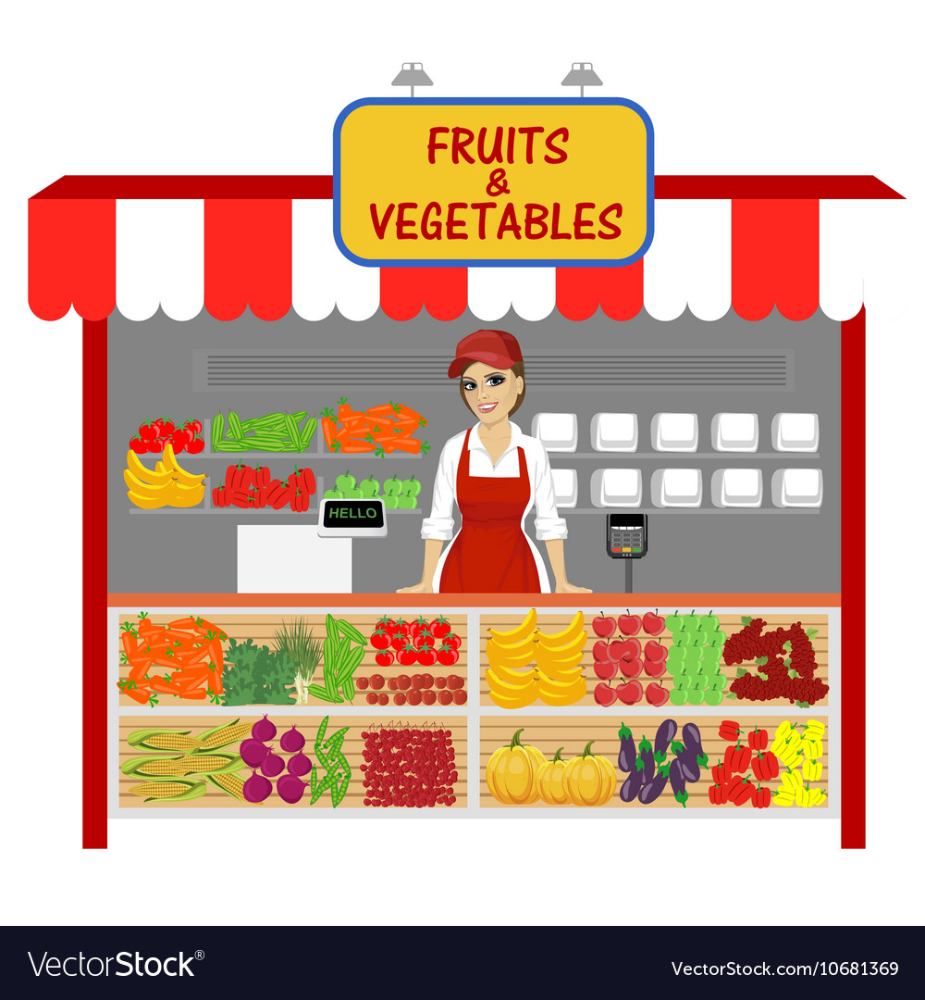 FRUITS
&
VEGETABLES
HELLO
VectorStock®
VectorStock.com/10681369